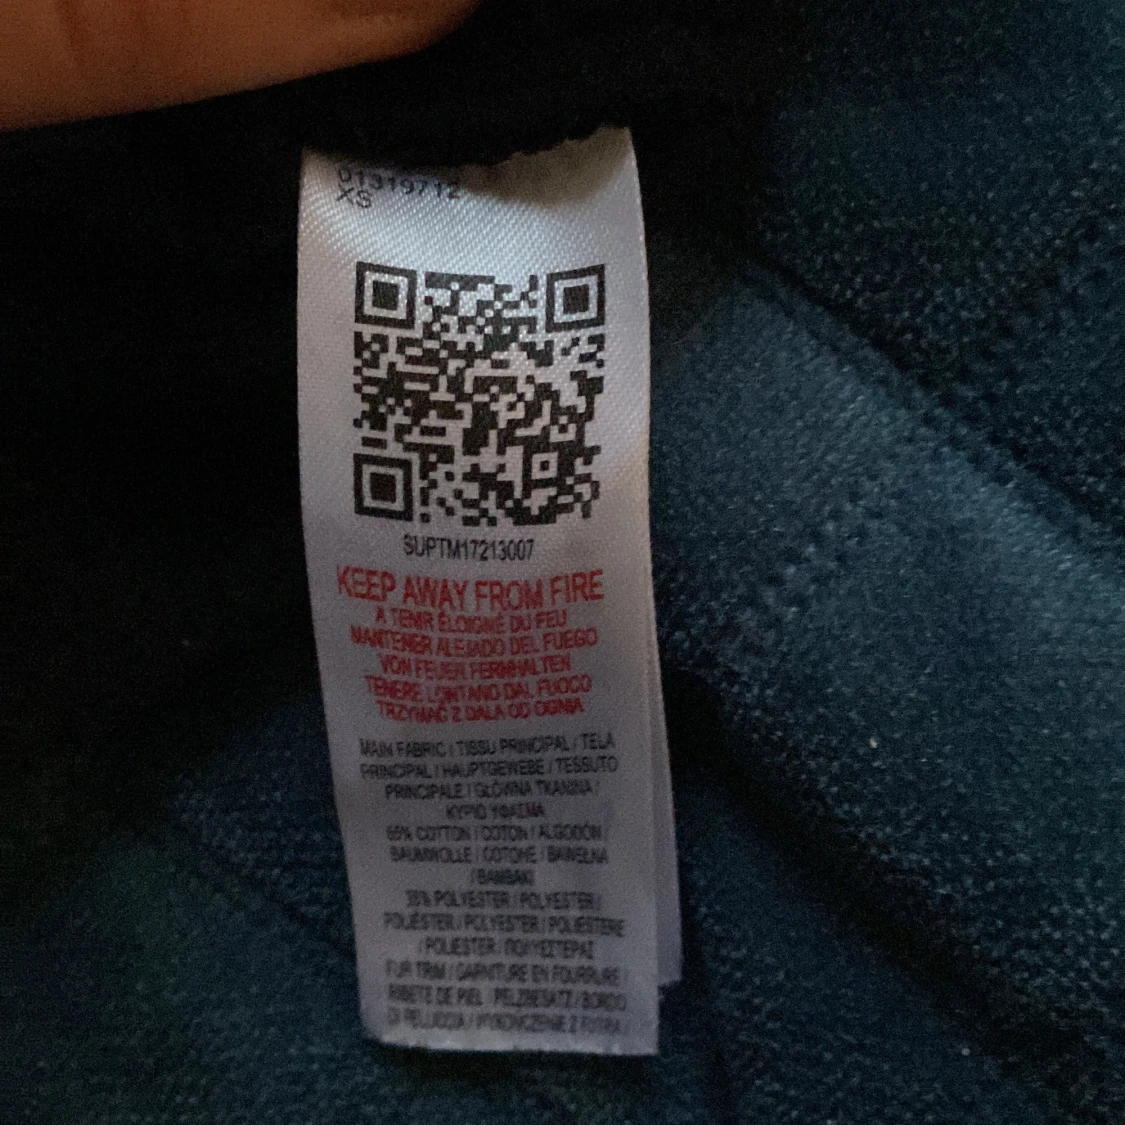 01319712
XS
SUPTM17213007
KEEP AWAY FROM FIRE
A TENIR ÉLOIGNÉ DU FEU
MANTENER ALEJADO DEL FUEGO
VON FEUER FERNHALTEN
TENERE LONTANO DAL FUOCO
TRZYMAĆ Z DALA OD OGNIA
MAIN FABRIC / TISSU PRINCIPAL / TELA
PRINCIPAL / HAUPTGEWEBE / TESSUTO
PRINCIPALE / GŁÓWNA TKANINA /
ΚΥΡΙΟ ΥΦΑΣΜΑ
65% COTTON / COTON / ALGODÓN /
BAUMWOLLE / COTONE / BAWEŁNA
/ ΒΑΜΒΑΚΙ
35% POLYESTER / POLYESTER /
POLIÉSTER / POLYESTER / POLIESTERE
/ POLIESTER / ΠΟΛΥΕΣΤΕΡΑΣ
FUR TRIM / GARNITURE EN FOURRURE /
RIBETE DE PIEL / PELZBESATZ / BORDO
DI PELLICCIA / WYKOŃCZENIE Z FUTRA /